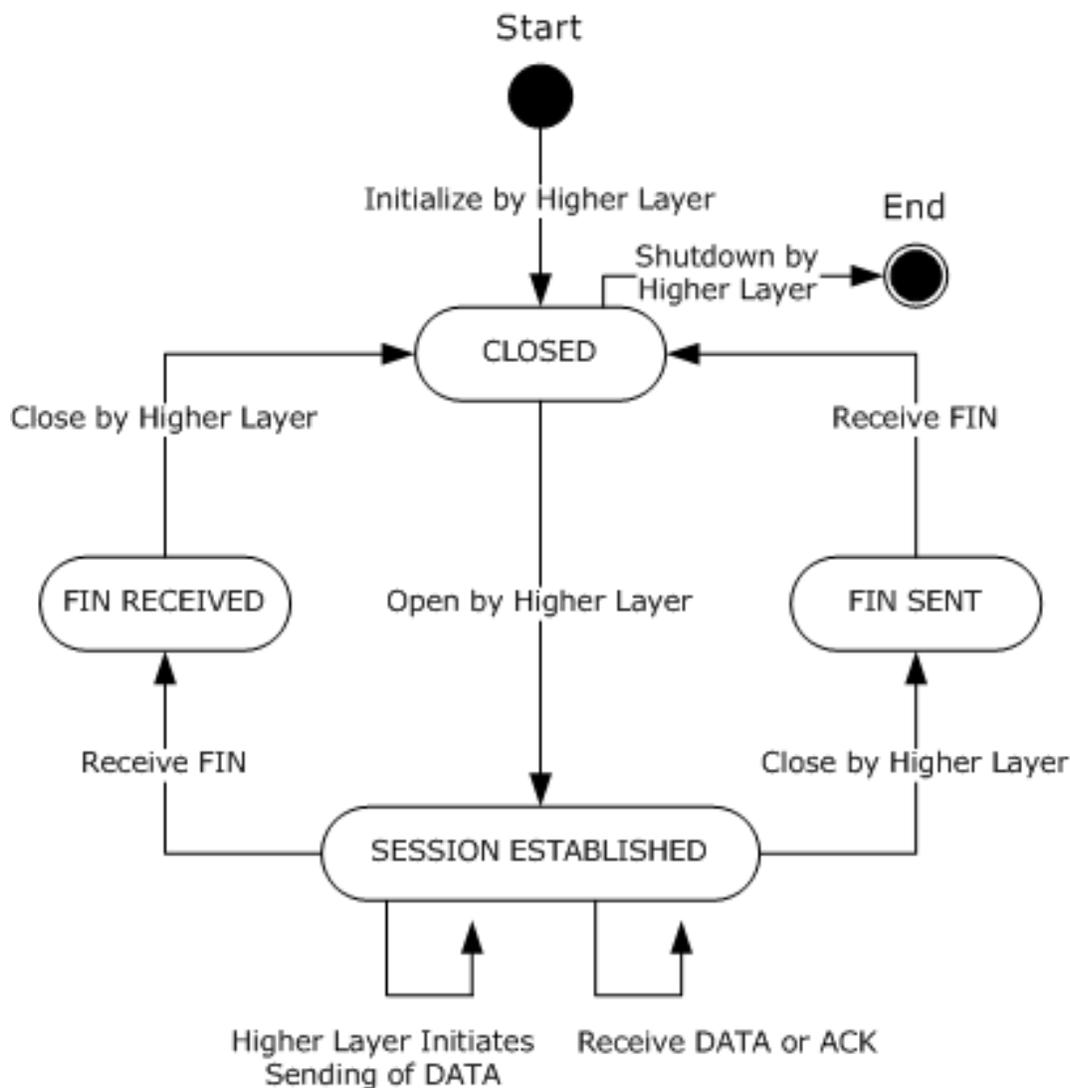 Start
Initialize by Higher Layer
End
Shutdown by
Higher Layer
CLOSED
Close by Higher Layer
Receive FIN
FIN RECEIVED
Open by Higher Layer
FIN SENT
Receive FIN
Close by Higher Layer
SESSION ESTABLISHED
Higher Layer Initiates
Sending of DATA
Receive DATA or ACK